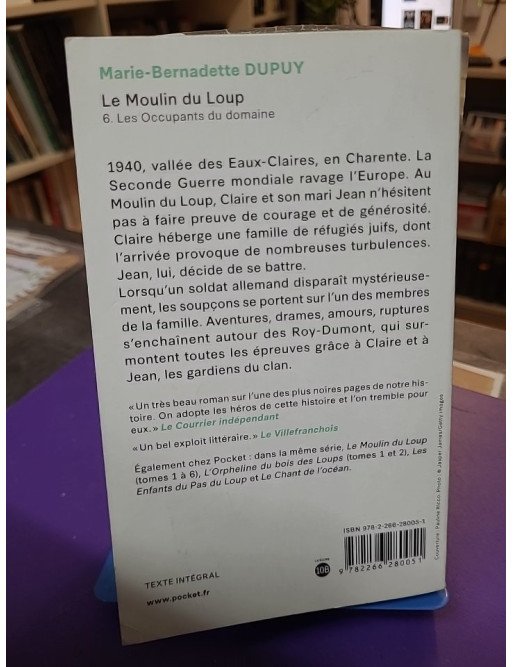 Marie-Bernadette DUPUY
Le Moulin du Loup
6. Les Occupants du domaine
1940, vallée des Eaux-Claires, en Charente. La
Seconde Guerre mondiale ravage l'Europe. Au
Moulin du Loup, Claire et son mari Jean n'hésitent
pas à faire preuve de courage et de générosité.
Claire héberge une famille de réfugiés juifs, dont
l'arrivée provoque de nombreuses turbulences.
Jean, lui, décide de se battre.
Lorsqu'un soldat allemand disparaît mystérieuse-
ment, les soupçons se portent sur l'un des membres
de la famille. Aventures, drames, amours, ruptures
s'enchaînent autour des Roy-Dumont, qui sur-
montent toutes les épreuves grâce à Claire et à
Jean, les gardiens du clan.
« Un très beau roman sur l'une des plus noires pages de notre his-
toire. On adopte les héros de cette histoire et l'on tremble pour
eux. » Le Courrier indépendant
« Un bel exploit littéraire. » Le Villefranchois
Également chez Pocket : dans la même série, Le Moulin du Loup
(tomes 1 à 6), L'Orpheline du bois des Loups (tomes 1 et 2), Les
Enfants du Pas du Loup et Le Chant de l'océan.
ISBN 978-2-266-28005-1
9 782266 280051
10B
TEXTE INTÉGRAL
www.pocket.fr